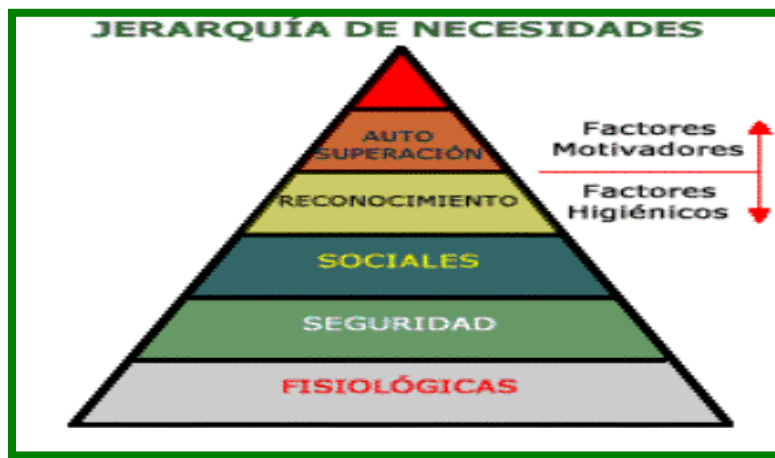 JERARQUÍA DE NECESIDADES
AUTO
SUPERACIÓN
Factores
Motivadores
RECONOCIMIENTO
Factores
Higiénicos
SOCIALES
SEGURIDAD
FISIOLÓGICAS